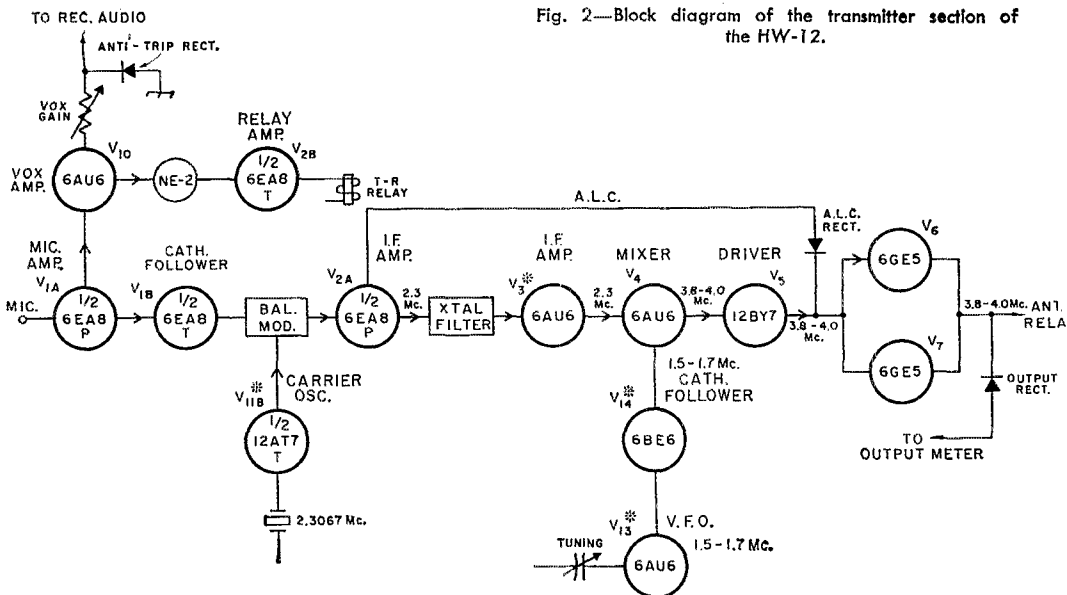 Fig. 2—Block diagram of the transmitter section of
the HW-12.
TO REC. AUDIO
ANTI-TRIP RECT.
VOX
GAIN
VOX
AMP.
V10
6AU6
NE-2
RELAY
AMP.
V2B
1/2
6EA8
T
T-R
RELAY
A.L.C.
A.L.C.
RECT.
MIC.
MIC.
AMP.
V1A
1/2
6EA8
P
CATH.
FOLLOWER
V1B
1/2
6EA8
T
BAL.
MOD.
I.F.
AMP.
V2A
1/2
6EA8
P
2.3
Mc.
XTAL
FILTER
I.F.
AMP.
V3※
6AU6
2.3
Mc.
MIXER
V4
6AU6
3.8-4.0
Mc.
DRIVER
V5
12BY7
3.8-4.0
Mc.
V6
6GE5
V7
6GE5
3.8-4.0Mc.
ANT.
RELA
OUTPUT
RECT.
TO
OUTPUT METER
CARRIER
OSC.
V11B※
1/2
12AT7
T
2.3067 Mc.
1.5-1.7 Mc.
CATH.
FOLLOWER
V14※
6BE6
V13※
V.F.O.
1.5-1.7 Mc.
6AU6
TUNING